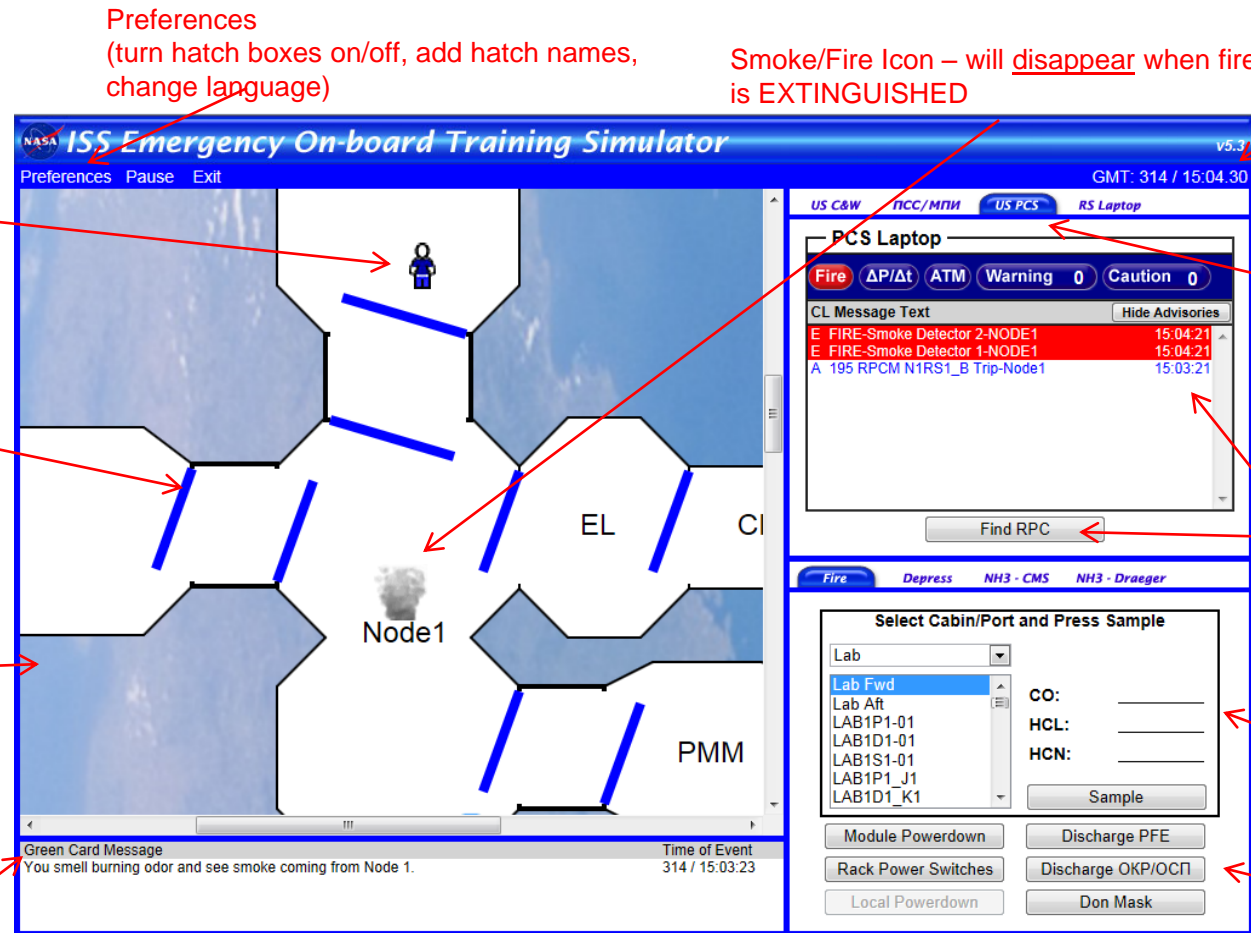 Preferences
(turn hatch boxes on/off, add hatch names,
change language)
Smoke/Fire Icon – will disappear when fire
is EXTINGUISHED
NASA ISS Emergency On-board Training Simulator
v5.3
Preferences Pause Exit
GMT: 314 / 15:04.30
US C&W ПСС/МПИ US PCS RS Laptop
PCS Laptop
Fire ΔP/Δt ATM Warning 0 Caution 0
CL Message Text Hide Advisories
E FIRE-Smoke Detector 2-NODE1 15:04:21
E FIRE-Smoke Detector 1-NODE1 15:04:21
A 195 RPCM N1RS1_B Trip-Node1 15:03:21
Find RPC
EL
Node1
PMM
Fire Depress NH3 - CMS NH3 - Draeger
Select Cabin/Port and Press Sample
Lab
Lab Fwd
Lab Aft
LAB1P1-01
LAB1D1-01
LAB1S1-01
LAB1P1_J1
LAB1D1_K1
CO:
HCL:
HCN:
Sample
Module Powerdown Discharge PFE
Rack Power Switches Discharge ОКР/ОСП
Local Powerdown Don Mask
Green Card Message Time of Event
You smell burning odor and see smoke coming from Node 1. 314 / 15:03:23